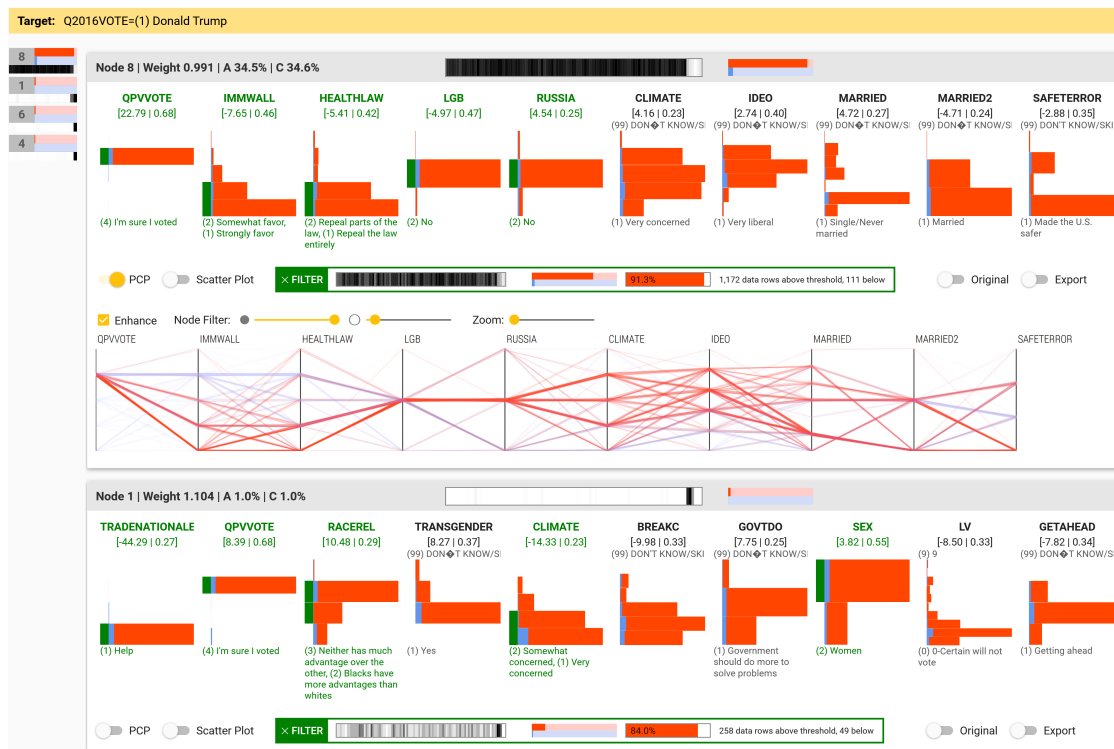 Target: Q2016VOTE=(1) Donald Trump
8
1
6
4
Node 8 | Weight 0.991 | A 34.5% | C 34.6%
QPVVOTE IMMWALL HEALTHLAW LGB RUSSIA CLIMATE IDEO MARRIED MARRIED2 SAFETERROR
[22.79 | 0.68] [-7.65 | 0.46] [-5.41 | 0.42] [-4.97 | 0.47] [4.54 | 0.25] [4.16 | 0.23] [2.74 | 0.40] [4.72 | 0.27] [-4.71 | 0.24] [-2.88 | 0.35]
(99) DON�T KNOW/SI (99) DON�T KNOW/SI (99) DON�T KNOW/SI (99) DON�T KNOW/SI (99) DON'T KNOW/SKI
(4) I'm sure I voted (2) Somewhat favor, (2) Repeal parts of the (2) No (2) No (1) Very concerned (1) Very liberal (1) Single/Never (1) Married (1) Made the U.S.
(1) Strongly favor law, (1) Repeal the law married safer
entirely
PCP Scatter Plot × FILTER 91.3% 1,172 data rows above threshold, 111 below Original Export
Enhance Node Filter: Zoom:
QPVVOTE IMMWALL HEALTHLAW LGB RUSSIA CLIMATE IDEO MARRIED MARRIED2 SAFETERROR
Node 1 | Weight 1.104 | A 1.0% | C 1.0%
TRADENATIONALE QPVVOTE RACEREL TRANSGENDER CLIMATE BREAKC GOVTDO SEX LV GETAHEAD
[-44.29 | 0.27] [8.39 | 0.68] [10.48 | 0.29] [8.27 | 0.37] [-14.33 | 0.23] [-9.98 | 0.33] [7.75 | 0.25] [3.82 | 0.55] [-8.50 | 0.33] [-7.82 | 0.34]
(99) DON�T KNOW/SI (99) DON'T KNOW/SKI (99) DON�T KNOW/SI (9) 9 (99) DON�T KNOW/SI
(1) Help (4) I'm sure I voted (3) Neither has much (1) Yes (2) Somewhat (1) Government (2) Women (0) 0-Certain will not (1) Getting ahead
advantage over the concerned, (1) Very should do more to vote
other, (2) Blacks have concerned solve problems
more advantages than
whites
PCP Scatter Plot × FILTER 84.0% 258 data rows above threshold, 49 below Original Export